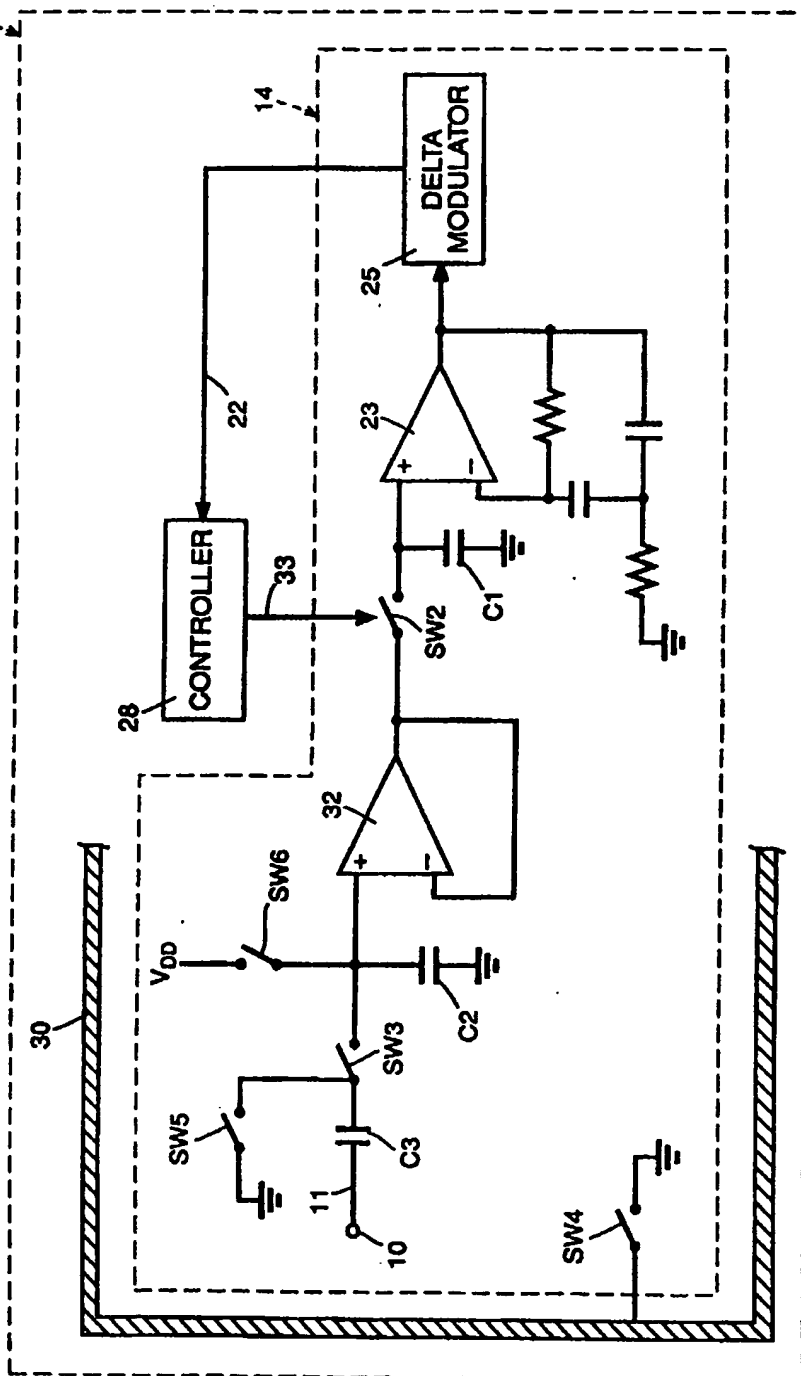 14
DELTA
MODULATOR
25
22
23
+
−
CONTROLLER
28
33
C1
SW2
32
+
−
SW6
VDD
30
C2
SW3
SW5
C3
11
10
SW4